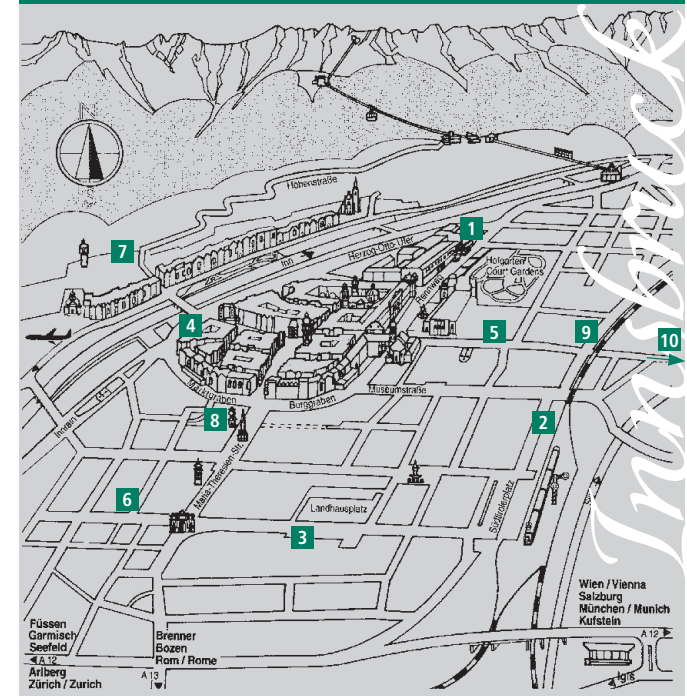 Innsbruck
Höhenstraße
7
1
Herzog-Otto-Ufer
Inn
Hofgarten/
Court Gardens
Rennweg
4
5
9
10
Museumstraße
Marktgraben
Burggraben
8
2
Innrain
Maria-Theresien-Str.
6
Landhausplatz
Südtirolerplatz
3
Wien / Vienna
Salzburg
München / Munich
Kufstein
A 12
Füssen
Garmisch
Seefeld
A 12
Arlberg
Zürich / Zurich
Brenner
Bozen
Rom / Rome
A 13
Igls